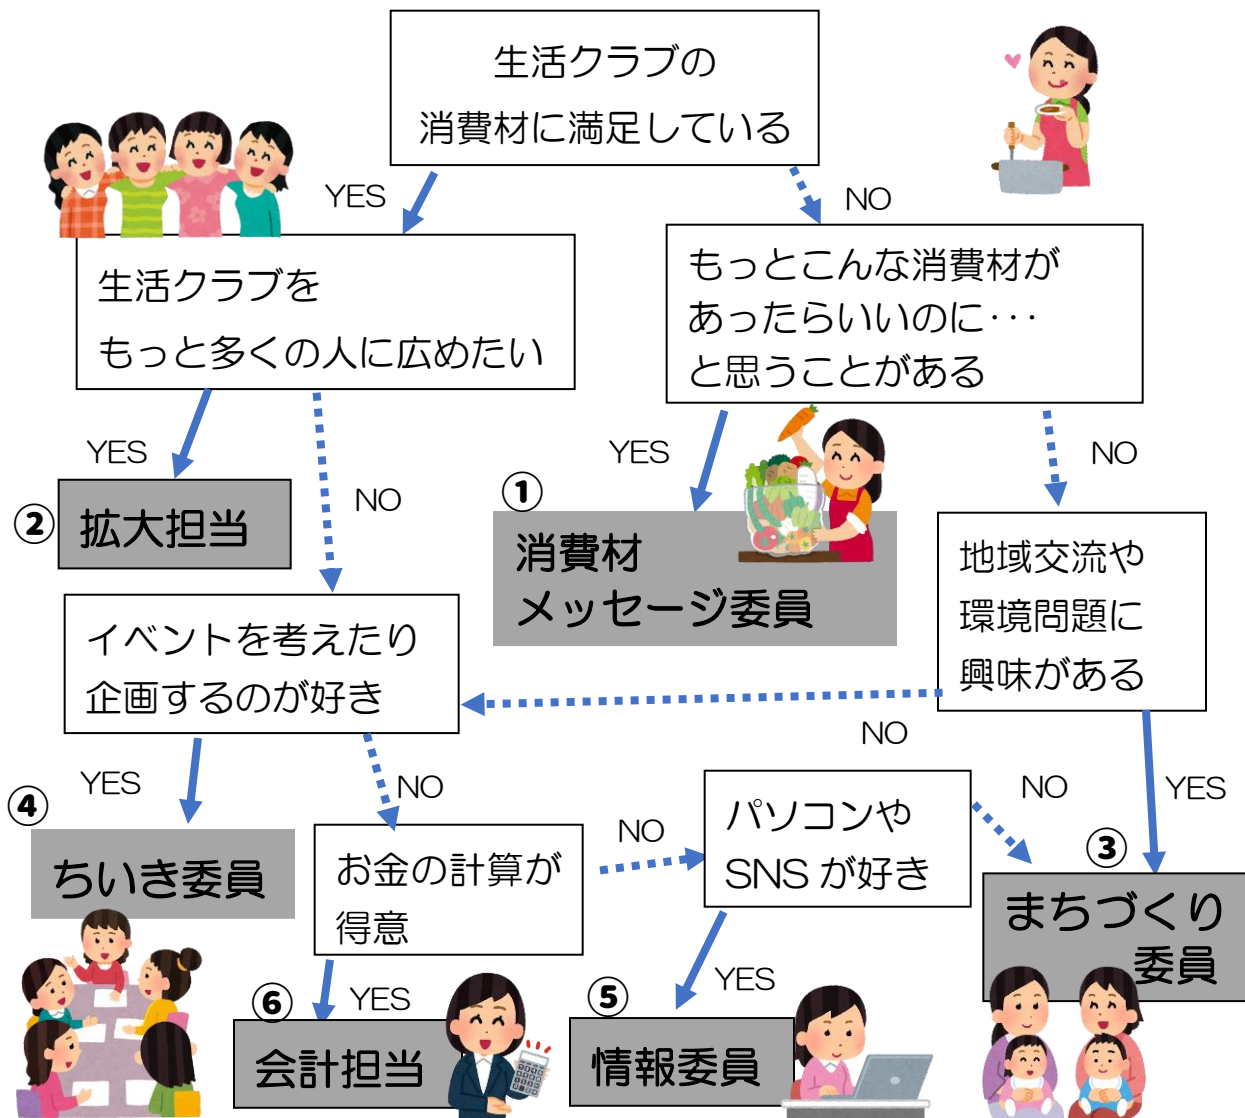 生活クラブの
消費材に満足している
YES
NO
生活クラブを
もっと多くの人に広めたい
もっとこんな消費材が
あったらいいのに・・・
と思うことがある
YES
NO
YES
NO
②
拡大担当
①
消費材
メッセージ委員
地域交流や
環境問題に
興味がある
イベントを考えたり
企画するのが好き
NO
YES
YES
NO
④
ちいき委員
お金の計算が
得意
NO
パソコンや
SNS が好き
NO
③
まちづくり
委員
YES
⑥
会計担当
YES
⑤
情報委員